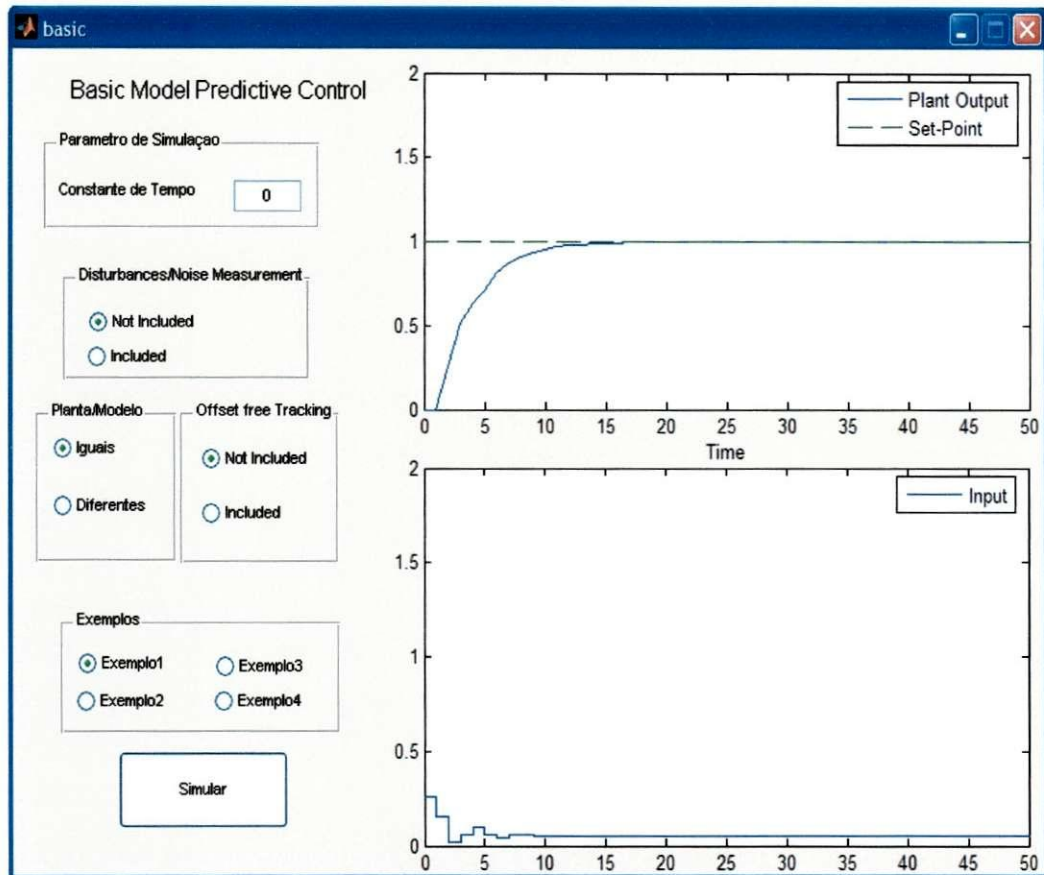 basic
Basic Model Predictive Control
Parametro de Simulaçao
Constante de Tempo 0
Disturbances/Noise Measurement
Not Included
Included
Planta/Modelo
Iguais
Diferentes
Offset free Tracking
Not Included
Included
Exemplos
Exemplo1 Exemplo3
Exemplo2 Exemplo4
Simular
2
1.5
1
0.5
0
Plant Output
Set-Point
0 5 10 15 20 25 30 35 40 45 50
Time
2
1.5
1
0.5
0
Input
0 5 10 15 20 25 30 35 40 45 50